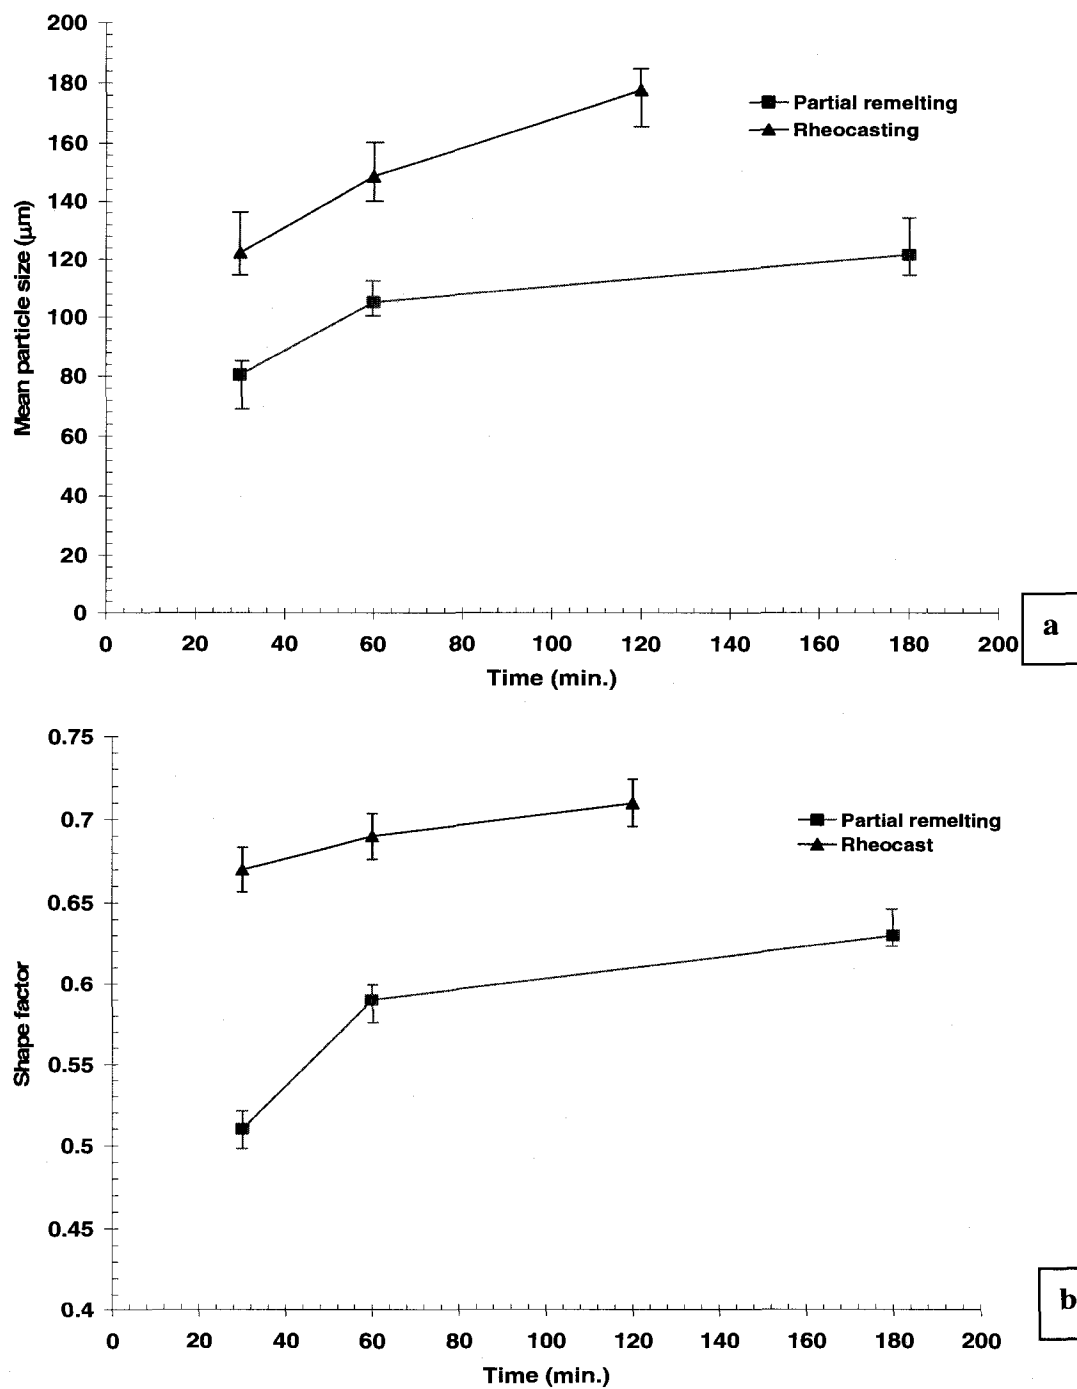 200
180
160
140
120
100
80
60
40
20
0
Mean particle size (μm)
Partial remelting
Rheocasting
0 20 40 60 80 100 120 140 160 180 200
Time (min.)
a
0.75
0.7
0.65
0.6
0.55
0.5
0.45
0.4
Shape factor
Partial remelting
Rheocast
0 20 40 60 80 100 120 140 160 180 200
Time (min.)
b